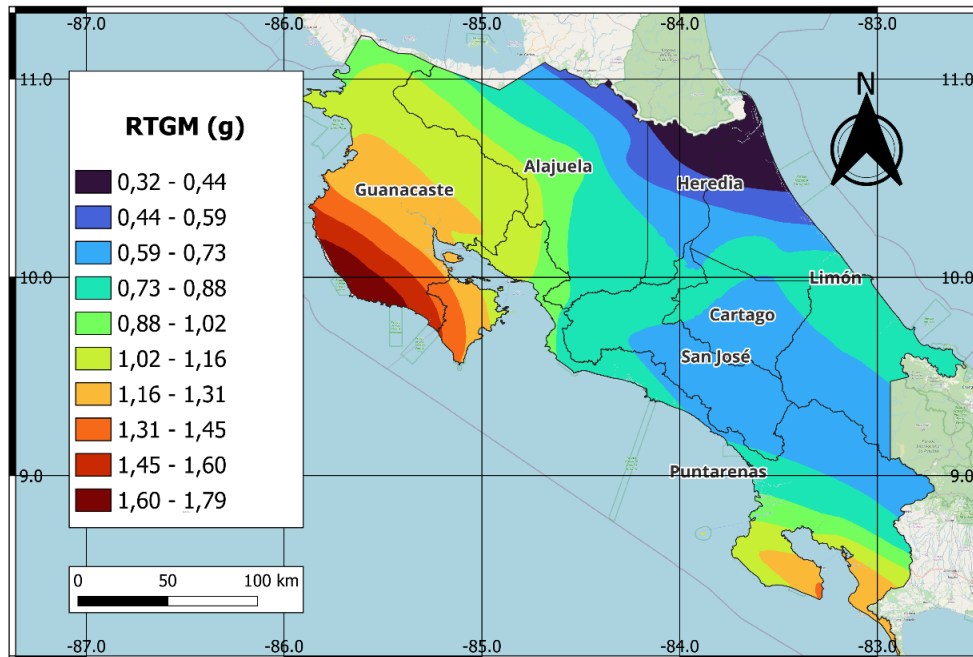 -87.0 -86.0 -85.0 -84.0 -83.0
11.0 11.0
N
RTGM (g)
0,32 - 0,44
0,44 - 0,59
0,59 - 0,73
0,73 - 0,88
0,88 - 1,02
1,02 - 1,16
1,16 - 1,31
1,31 - 1,45
1,45 - 1,60
1,60 - 1,79
Alajuela
Guanacaste
Heredia
10.0 10.0
Limón
Cartago
San José
Puntarenas
9.0 9.0
0 50 100 km
-87.0 -86.0 -85.0 -84.0 -83.0